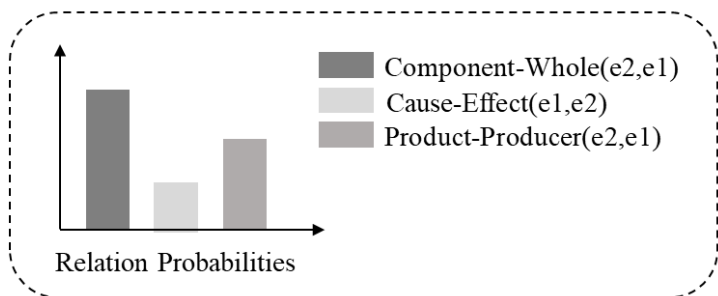 Component-Whole(e2,e1)
Cause-Effect(e1,e2)
Product-Producer(e2,e1)
Relation Probabilities